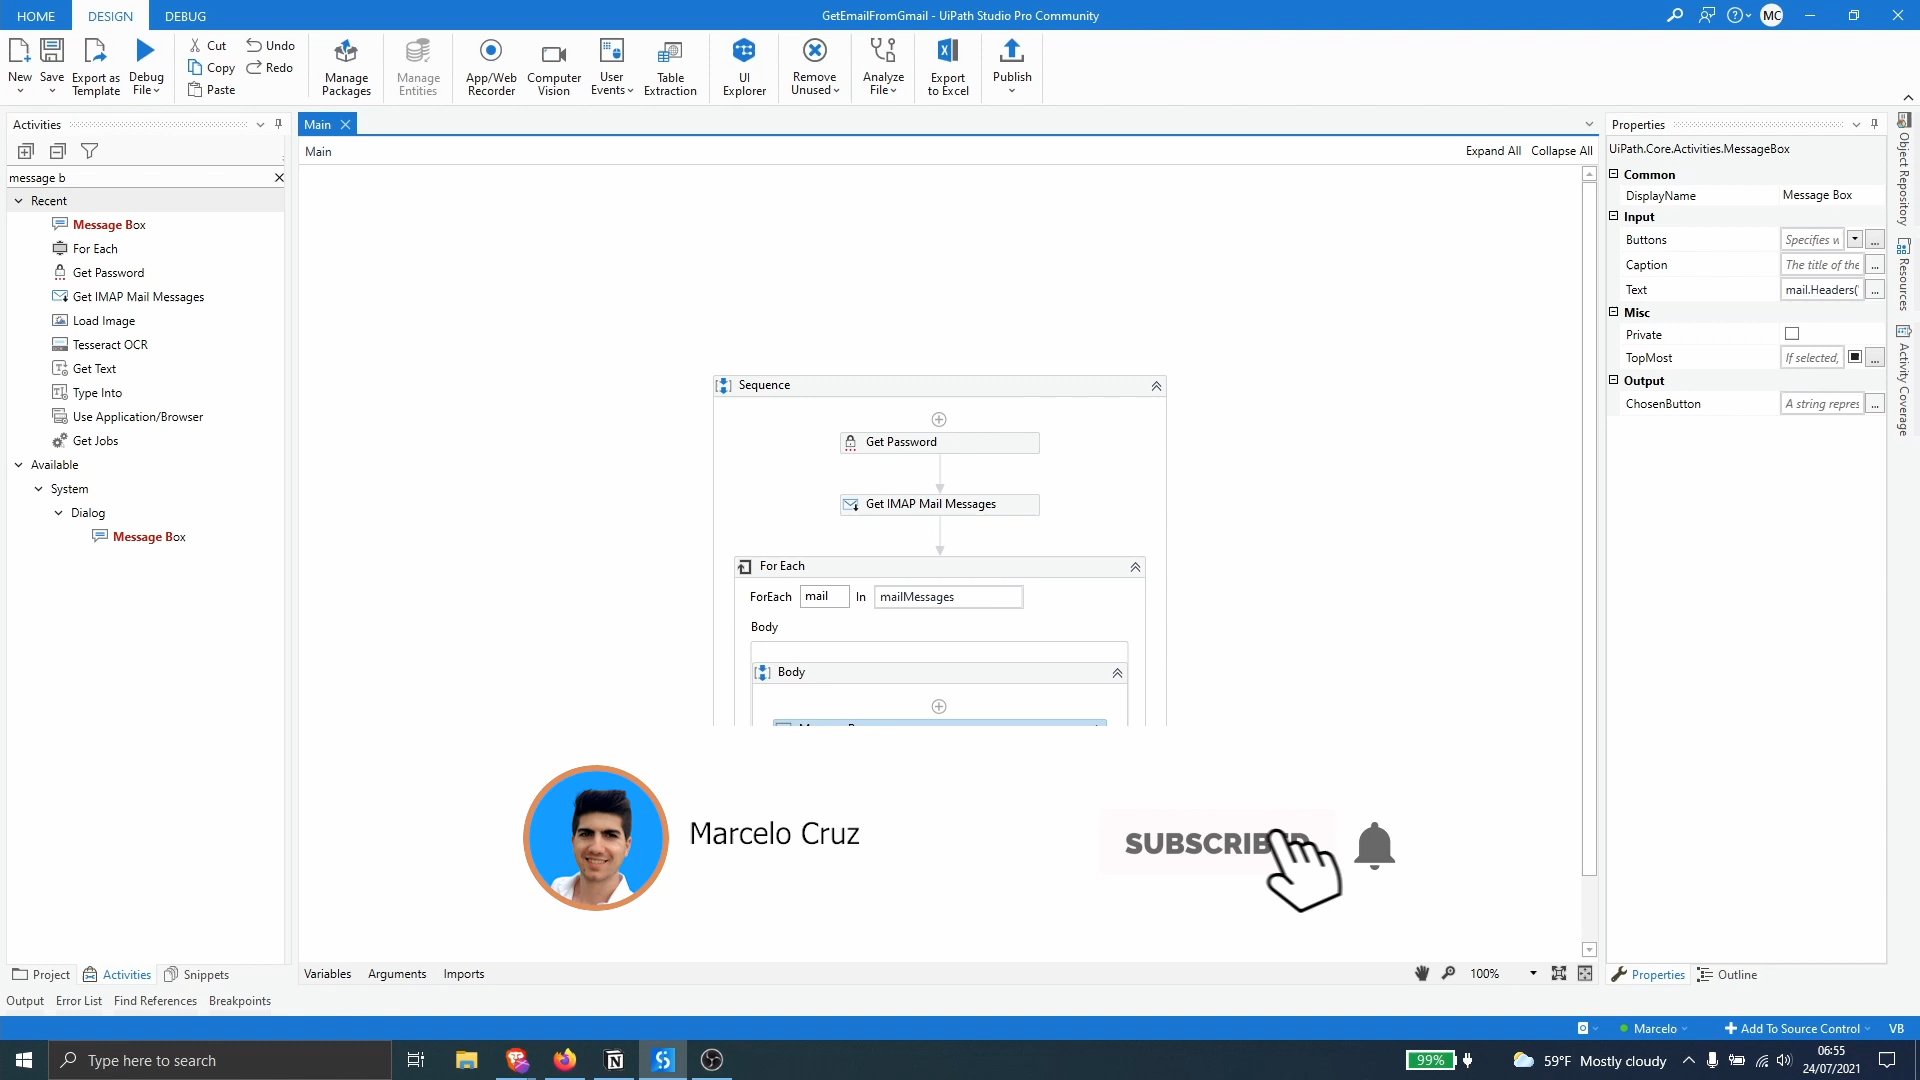 HOME DESIGN DEBUG
GetEmailFromGmail - UiPath Studio Pro Community
MC
New
Save
Export as Template
Debug File
Cut
Copy
Paste
Undo
Redo
Manage Packages
Manage Entities
App/Web Recorder
Computer Vision
User Events
Table Extraction
UI Explorer
Remove Unused
Analyze File
Export to Excel
Publish
Activities
message b
Recent
Message Box
For Each
Get Password
Get IMAP Mail Messages
Load Image
Tesseract OCR
Get Text
Type Into
Use Application/Browser
Get Jobs
Available
System
Dialog
Message Box
Main
Main
Expand All Collapse All
Sequence
Get Password
Get IMAP Mail Messages
For Each
ForEach mail In mailMessages
Body
Body
Marcelo Cruz
Properties
UiPath.Core.Activities.MessageBox
Common
DisplayName Message Box
Input
Buttons Specifies w
Caption The title of the
Text mail.Headers("
Misc
Private
TopMost If selected,
Output
ChosenButton A string repres
Object Repository
Resources
Activity Coverage
Project Activities Snippets
Variables Arguments Imports
100%
Properties Outline
Output Error List Find References Breakpoints
Marcelo Add To Source Control VB
Type here to search
99%
59°F Mostly cloudy
06:55
24/07/2021